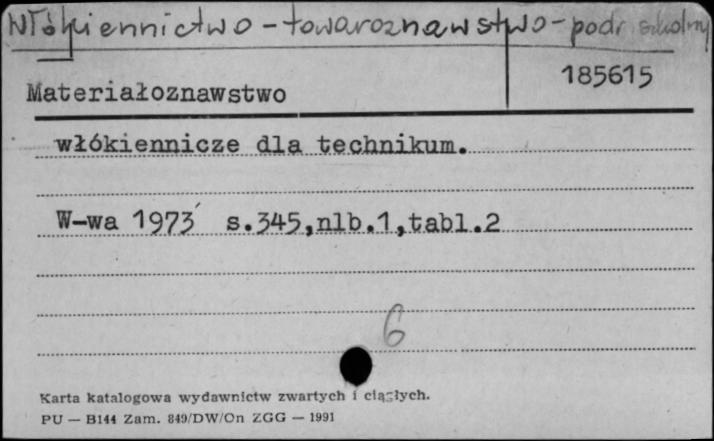 Włókiennictwo - towaroznawstwo - podr. szkolny
185615
Materiałoznawstwo
włókiennicze dla technikum.
W-wa 1973 s.345,nlb.1,tabl.2
6
Karta katalogowa wydawnictw zwartych i ciągłych.
PU — B144 Zam. 849/DW/On ZGG — 1991